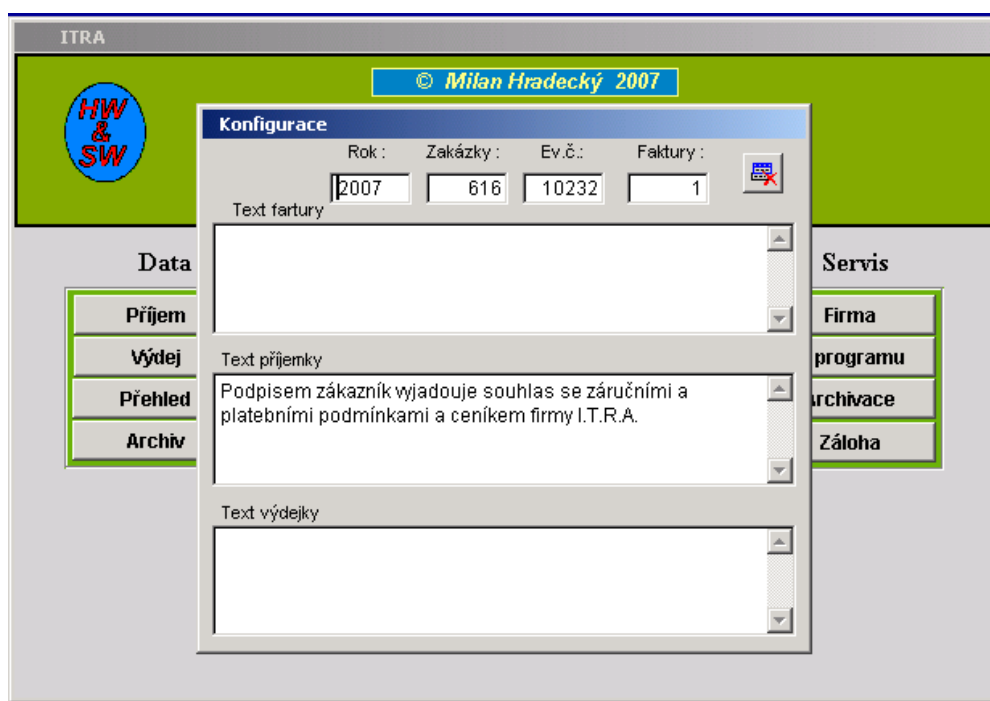 ITRA
© Milan Hradecký 2007
HW
&
SW
Konfigurace
Rok : Zakázky : Ev.č.: Faktury :
2007 616 10232 1
Text fartury
Data Servis
Příjem Firma
Výdej programu
Text příjemky
Podpisem zákazník vyjadouje souhlas se záručními a
platebními podmínkami a ceníkem firmy I.T.R.A.
Přehled rchivace
Archiv Záloha
Text výdejky